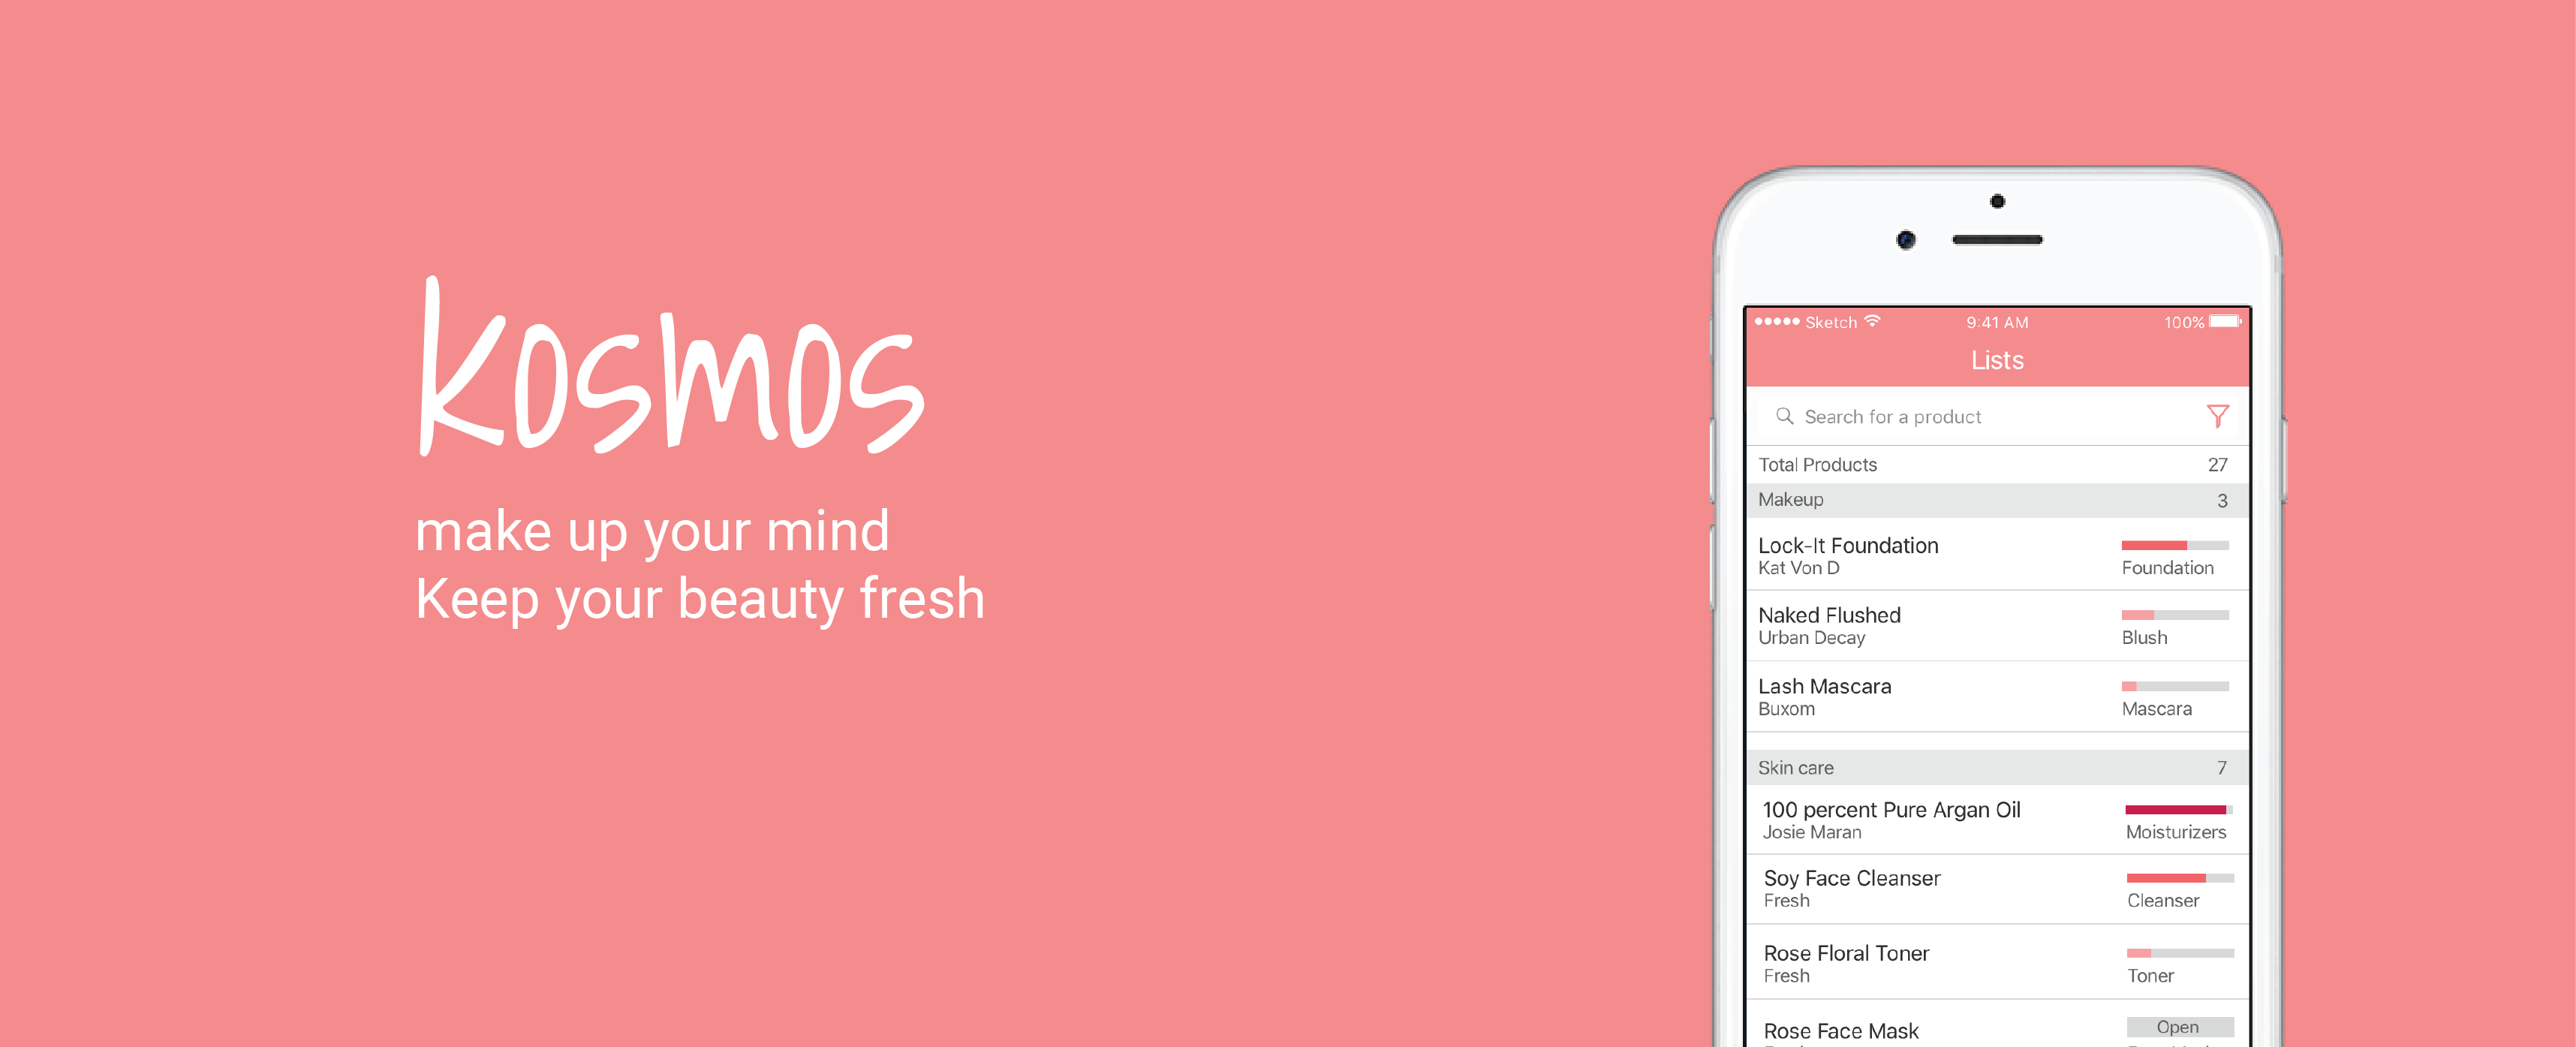 kosmos
make up your mind
Keep your beauty fresh
Sketch 9:41 AM 100%
Lists
Search for a product
Total Products 27
Makeup 3
Lock-It Foundation
Kat Von D Foundation
Naked Flushed
Urban Decay Blush
Lash Mascara
Buxom Mascara
Skin care 7
100 percent Pure Argan Oil
Josie Maran Moisturizers
Soy Face Cleanser
Fresh Cleanser
Rose Floral Toner
Fresh Toner
Rose Face Mask Open